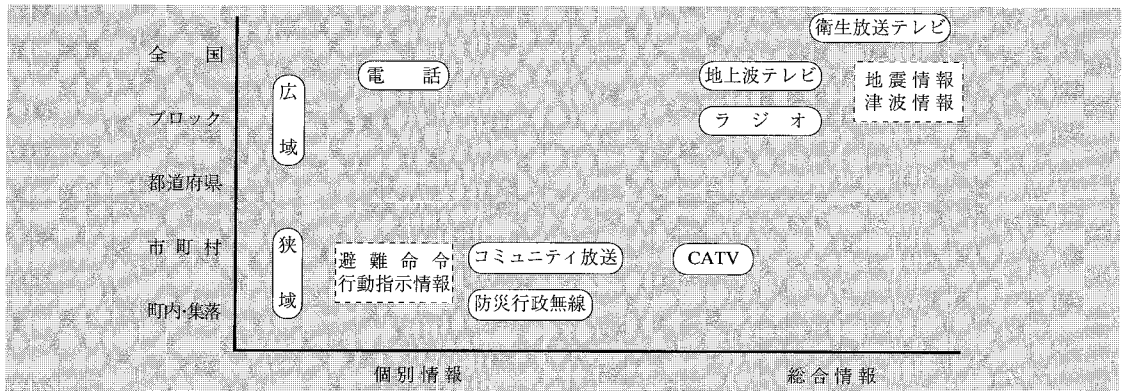 衛生放送テレビ
全国
電話
地上波テレビ
地震情報
津波情報
広域
ブロック
ラジオ
都道府県
市町村
狭域
避難命令
行動指示情報
コミュニティ放送
CATV
町内・集落
防災行政無線
個別情報
総合情報